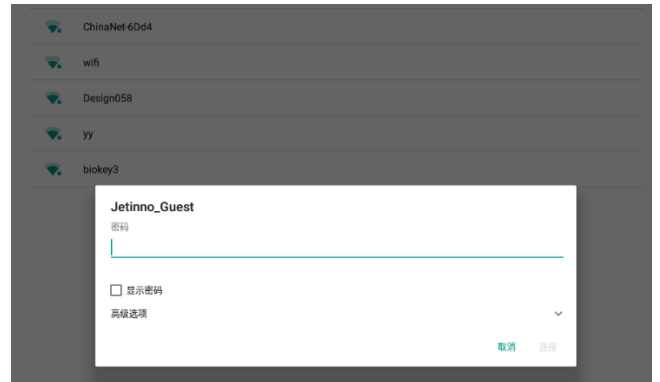 ChinaNet-6Dd4
wifi
Design058
yy
biokey3
Jetinno_Guest
密码
显示密码
高级选项
取消 连接